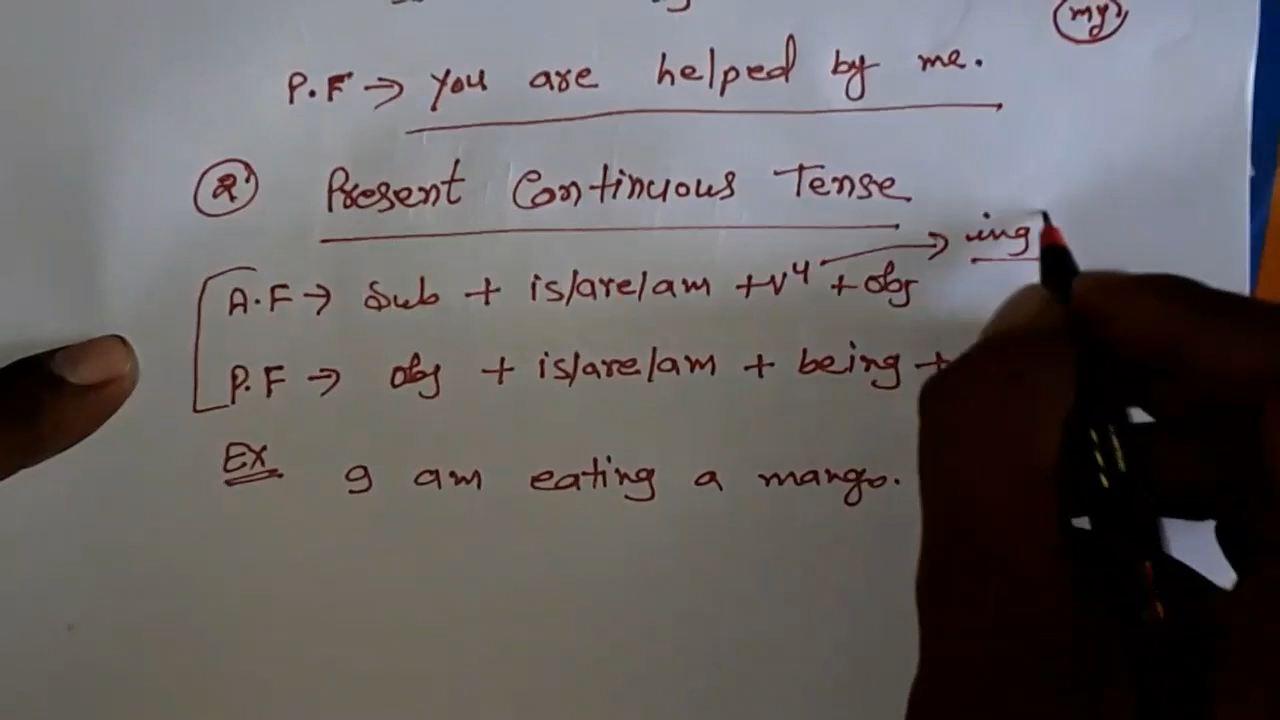 my
P.F → You are helped by me.
2 Present Continuous Tense
ing
A.F → Sub + is/are/am + v4 + obj
P.F → obj + is/are/am + being +
Ex I am eating a mango.